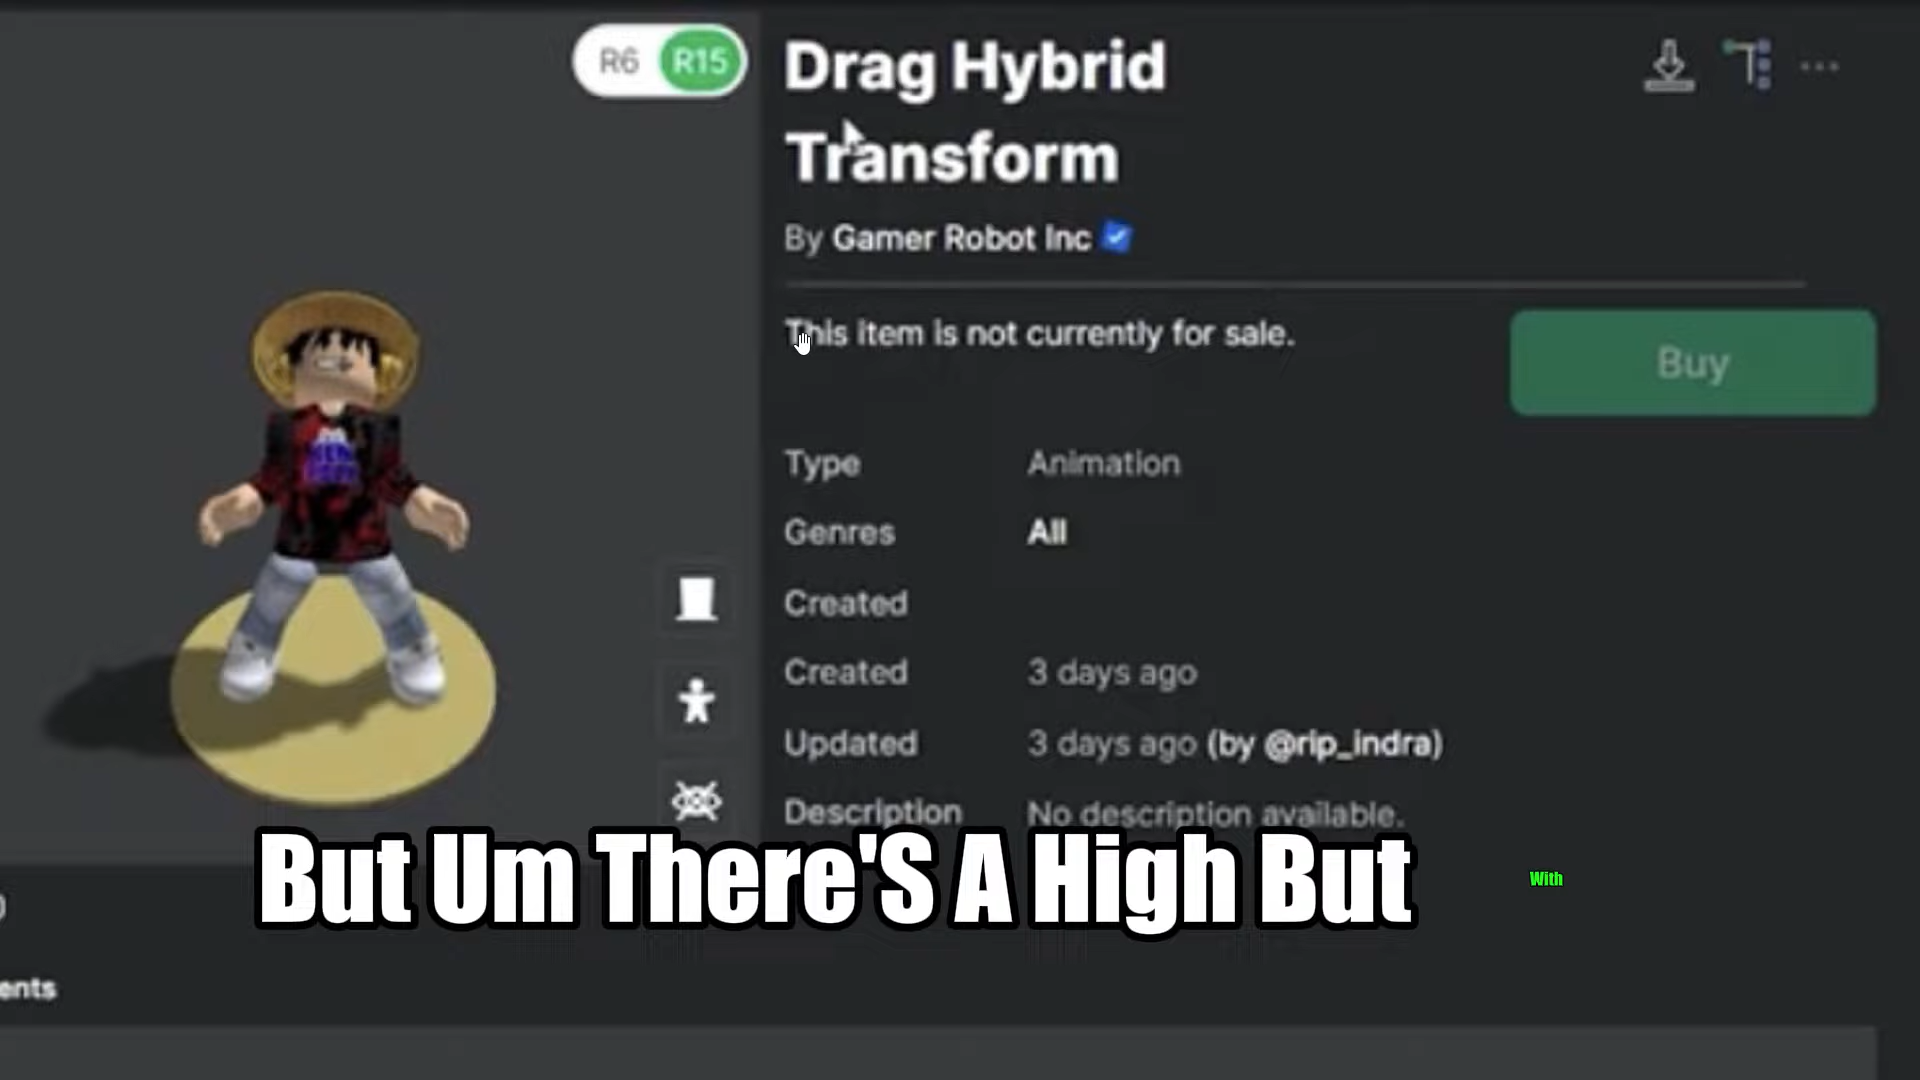 R6 R15
Drag Hybrid
Transform
By Gamer Robot Inc
This item is not currently for sale.
Buy
Type Animation
Genres All
Created
Created 3 days ago
Updated 3 days ago (by @rip_indra)
Description No description available.
But Um There'S A High But With
ents